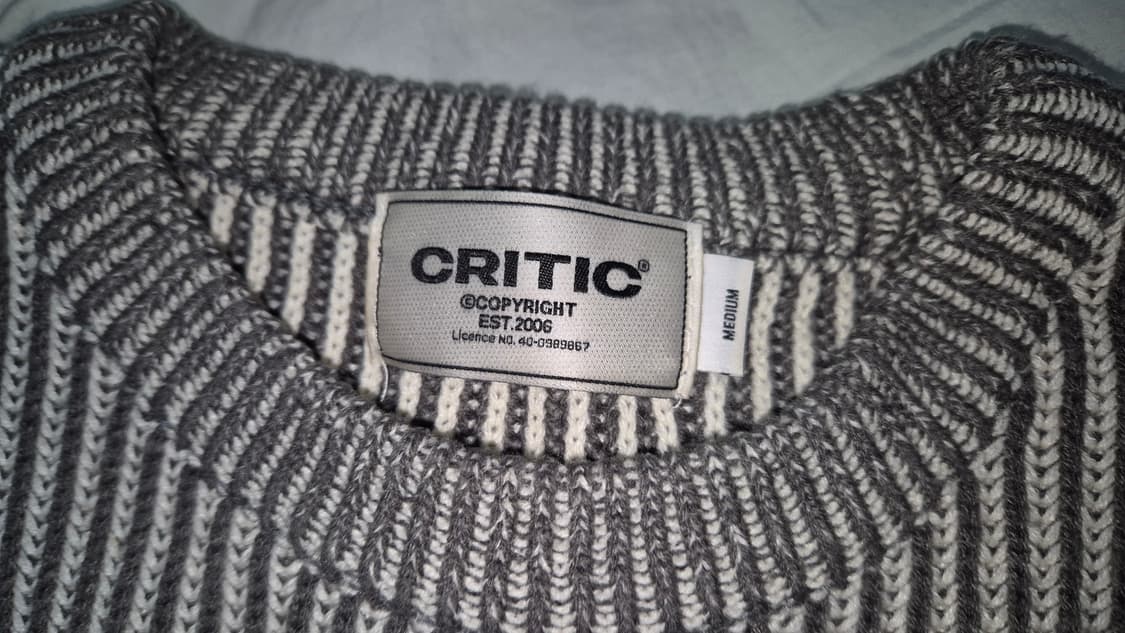 CRITIC®
©COPYRIGHT
EST.2006
Licence NO. 40-0989867
MEDIUM